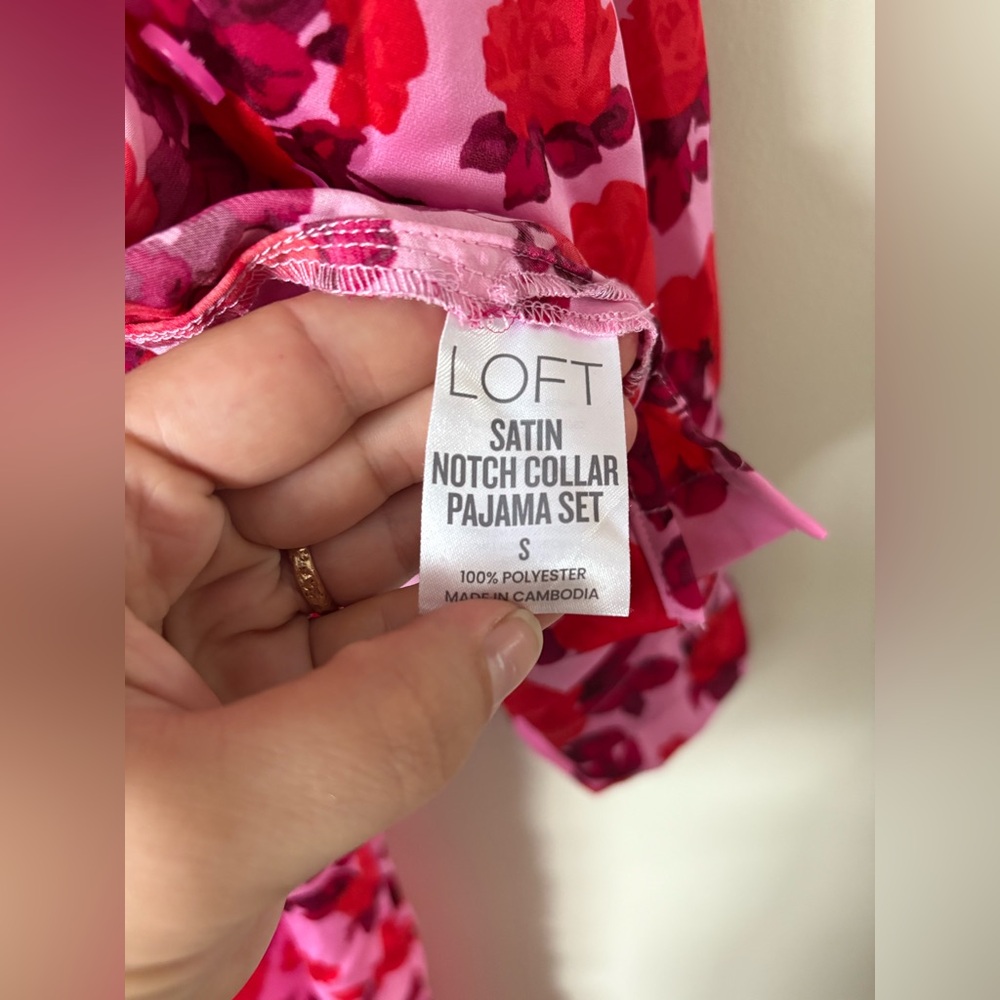 LOFT
SATIN
NOTCH COLLAR
PAJAMA SET
S
100% POLYESTER
MADE IN CAMBODIA